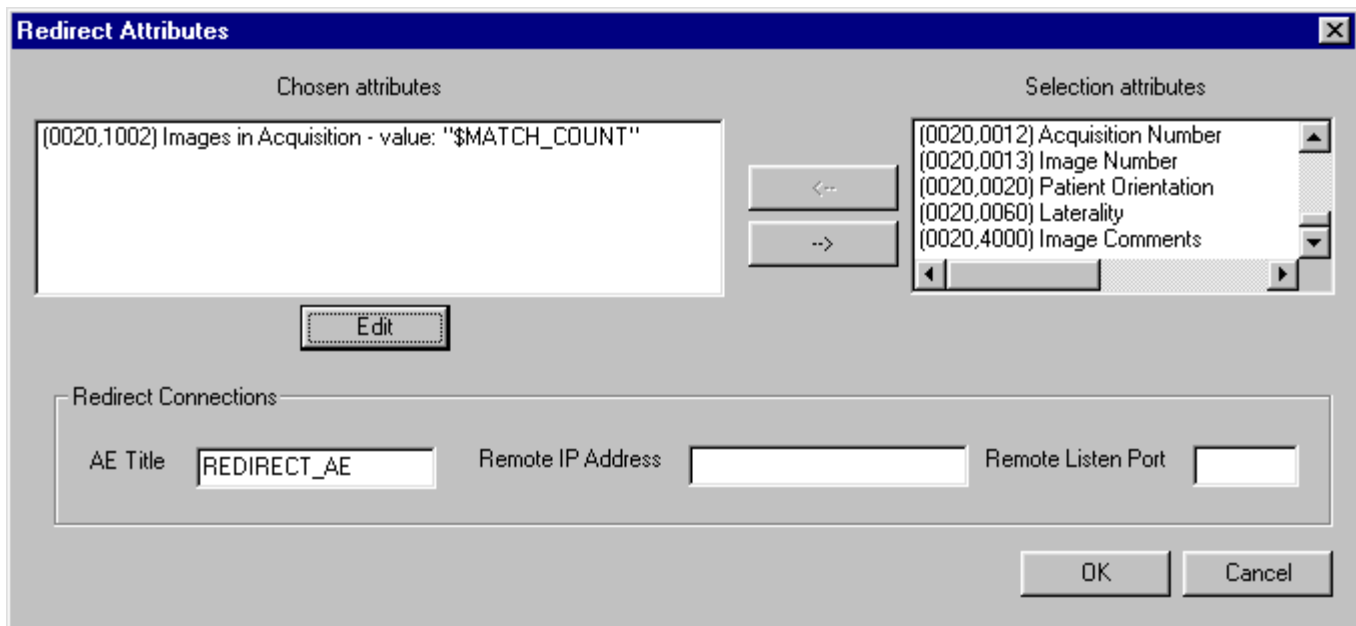 Redirect Attributes
Chosen attributes
Selection attributes
(0020,1002) Images in Acquisition - value: "$MATCH_COUNT"
(0020,0012) Acquisition Number
(0020,0013) Image Number
(0020,0020) Patient Orientation
(0020,0060) Laterality
(0020,4000) Image Comments
<--
-->
Edit
Redirect Connections
AE Title
REDIRECT_AE
Remote IP Address
Remote Listen Port
OK
Cancel